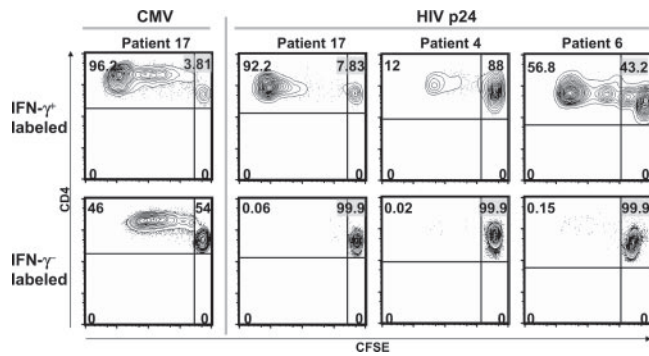 CMV
HIV p24
Patient 17
Patient 17
Patient 4
Patient 6
IFN-γ⁺
labeled
96.2 3.81
0 0
92.2 7.83
0 0
12 88
0 0
56.8 43.2
0 0
CD4
IFN-γ⁻
labeled
46 54
0 0
0.06 99.9
0 0
0.02 99.9
0 0
0.15 99.9
0 0
CFSE